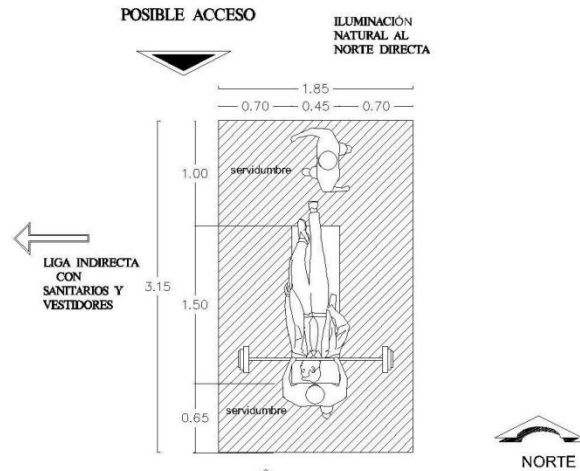 POSIBLE ACCESO
ILUMINACIÓN
NATURAL AL
NORTE DIRECTA
1.85
0.70
0.45
0.70
servidumbre
1.00
LIGA INDIRECTA
CON
SANITARIOS Y
VESTIDORES
3.15
1.50
servidumbre
0.65
NORTE